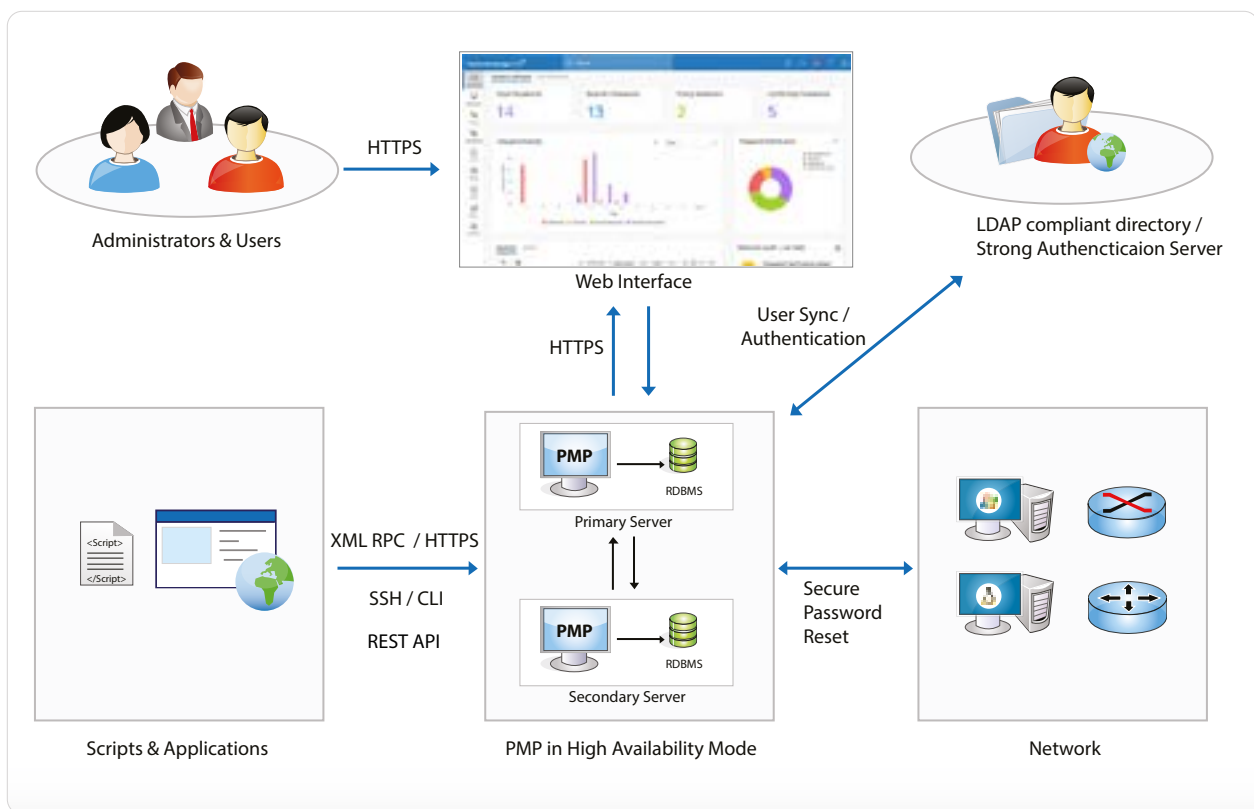 HTTPS
14
13
2
5
Administrators & Users
Web Interface
LDAP compliant directory /
Strong Authencticaion Server
HTTPS
User Sync /
Authentication
PMP
RDBMS
Primary Server
<Script>
</Script>
XML RPC / HTTPS
SSH / CLI
REST API
PMP
RDBMS
Secondary Server
Secure
Password
Reset
Scripts & Applications
PMP in High Availability Mode
Network